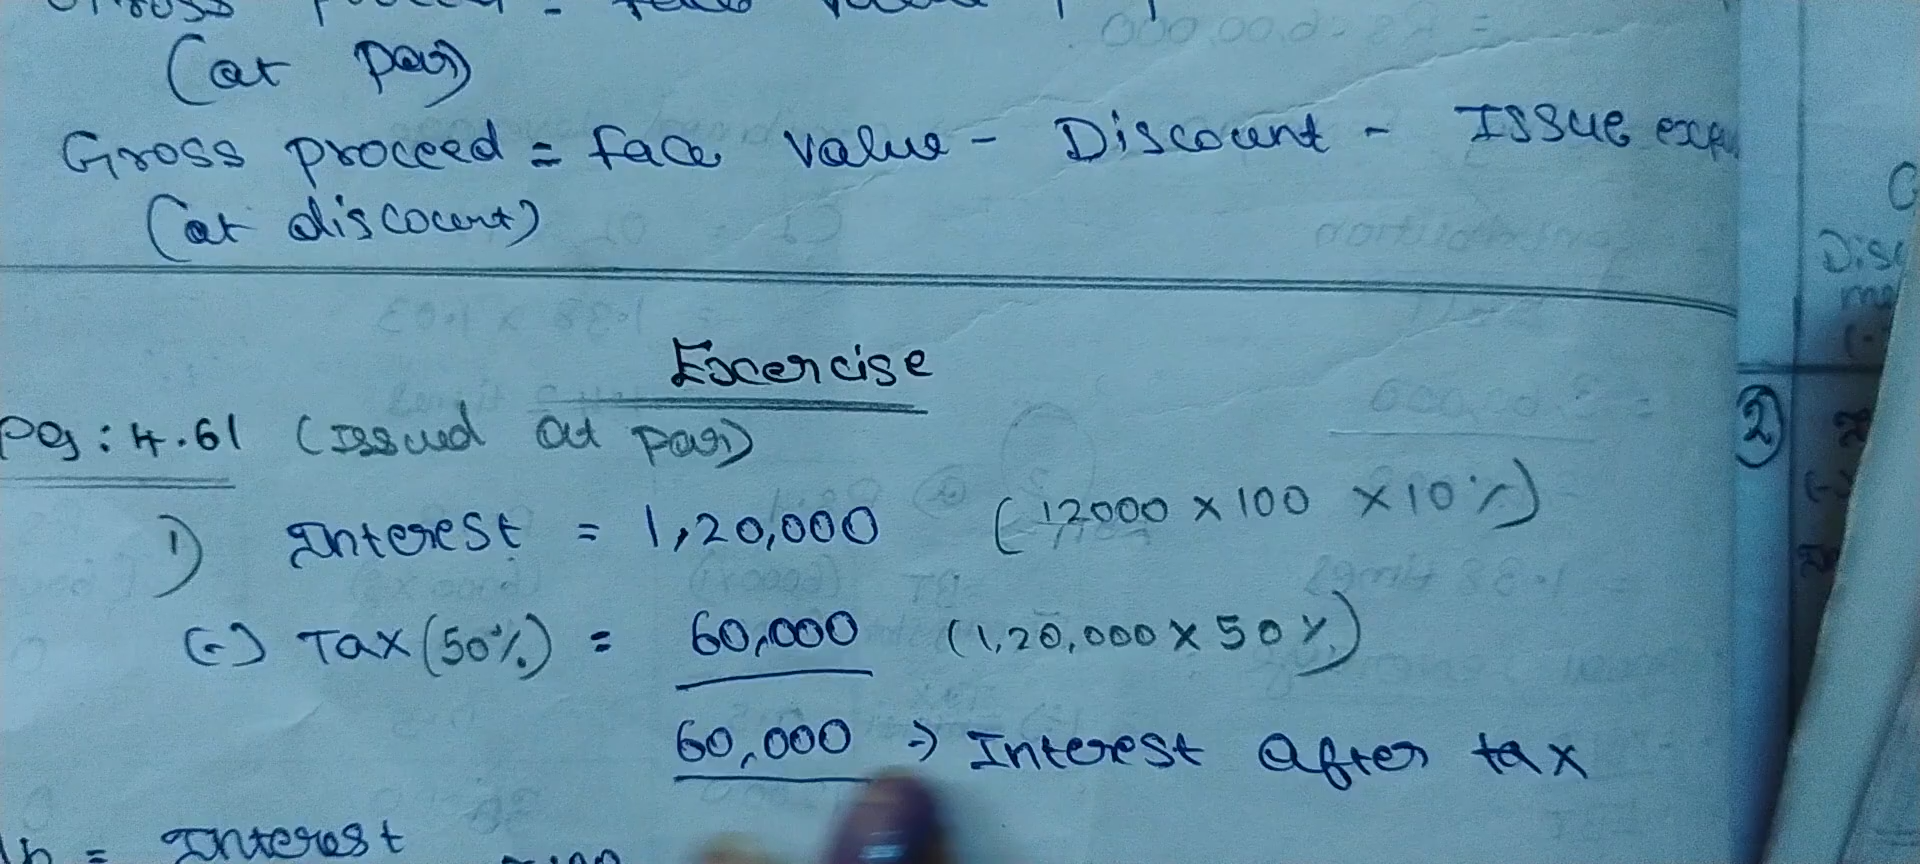 (at par)
Gross proceed = face value - Discount - Issue
(at discount)
Excercise
Pg: 4.61 (Issued at par)
1) Interest = 1,20,000 (12000 x 100 x 10%)
(-) Tax (50%) = 60,000 (1,20,000 x 50%)
60,000 => Interest After tax
= Interest
2